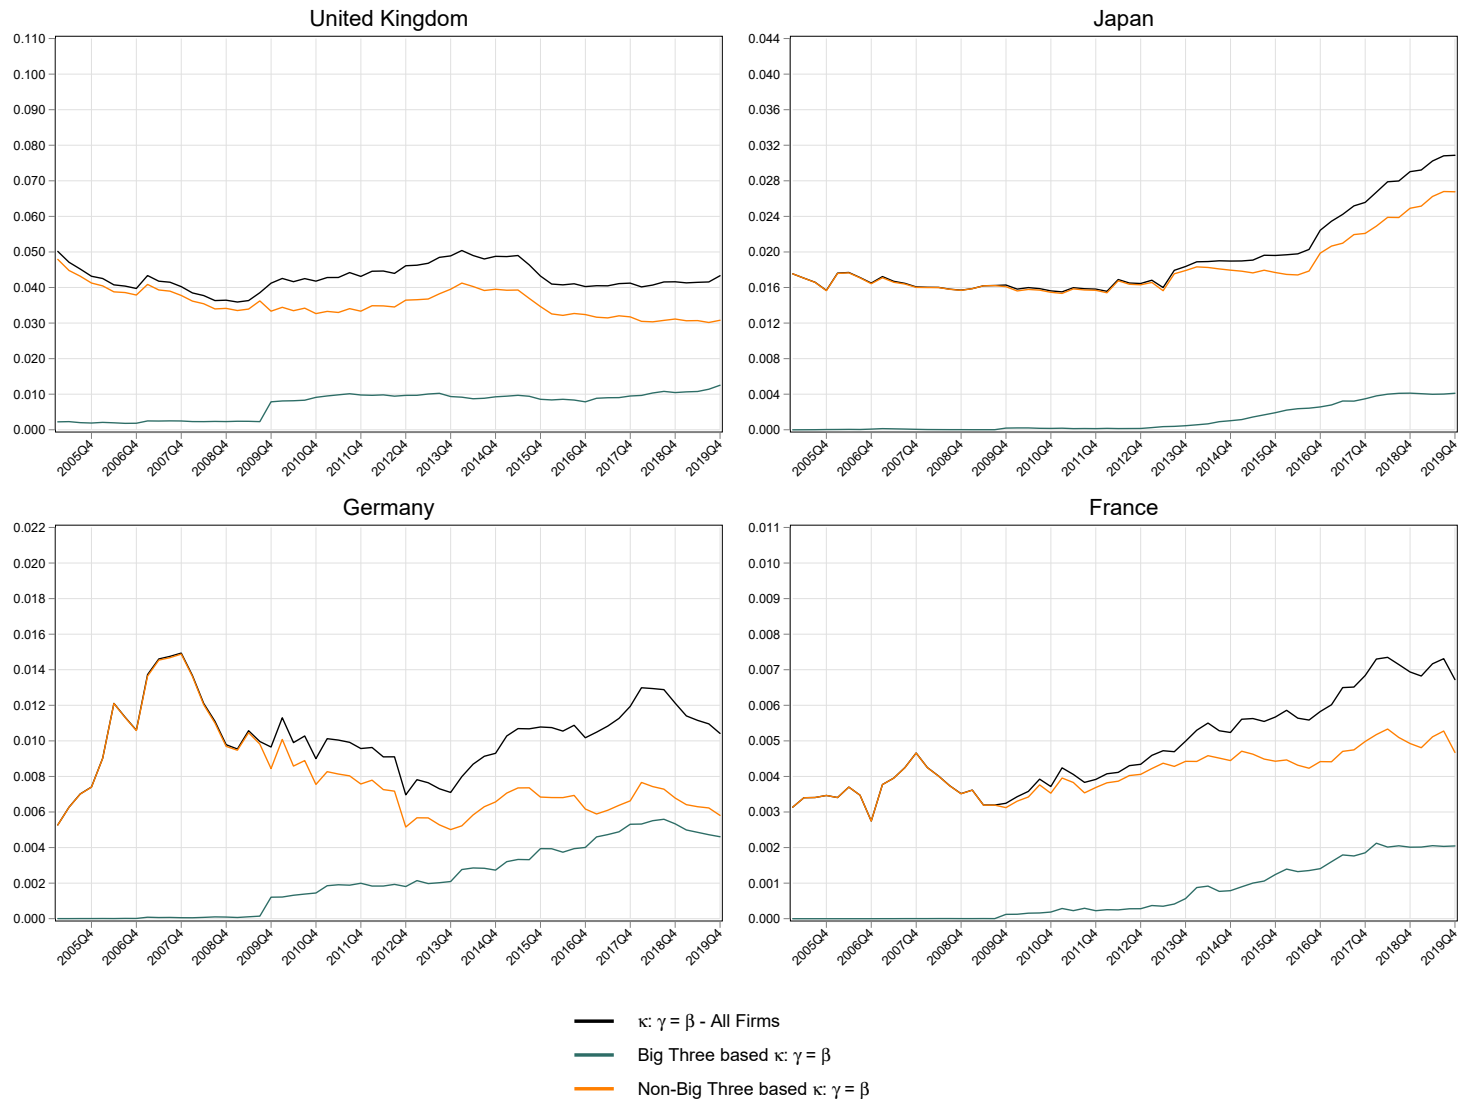 United Kingdom
0.110
0.100
0.090
0.080
0.070
0.060
0.050
0.040
0.030
0.020
0.010
0.000
2005Q4
2006Q4
2007Q4
2008Q4
2009Q4
2010Q4
2011Q4
2012Q4
2013Q4
2014Q4
2015Q4
2016Q4
2017Q4
2018Q4
2019Q4
Japan
0.044
0.040
0.036
0.032
0.028
0.024
0.020
0.016
0.012
0.008
0.004
0.000
2005Q4
2006Q4
2007Q4
2008Q4
2009Q4
2010Q4
2011Q4
2012Q4
2013Q4
2014Q4
2015Q4
2016Q4
2017Q4
2018Q4
2019Q4
Germany
0.022
0.020
0.018
0.016
0.014
0.012
0.010
0.008
0.006
0.004
0.002
0.000
2005Q4
2006Q4
2007Q4
2008Q4
2009Q4
2010Q4
2011Q4
2012Q4
2013Q4
2014Q4
2015Q4
2016Q4
2017Q4
2018Q4
2019Q4
France
0.011
0.010
0.009
0.008
0.007
0.006
0.005
0.004
0.003
0.002
0.001
0.000
2005Q4
2006Q4
2007Q4
2008Q4
2009Q4
2010Q4
2011Q4
2012Q4
2013Q4
2014Q4
2015Q4
2016Q4
2017Q4
2018Q4
2019Q4
κ: γ = β - All Firms
Big Three based κ: γ = β
Non-Big Three based κ: γ = β